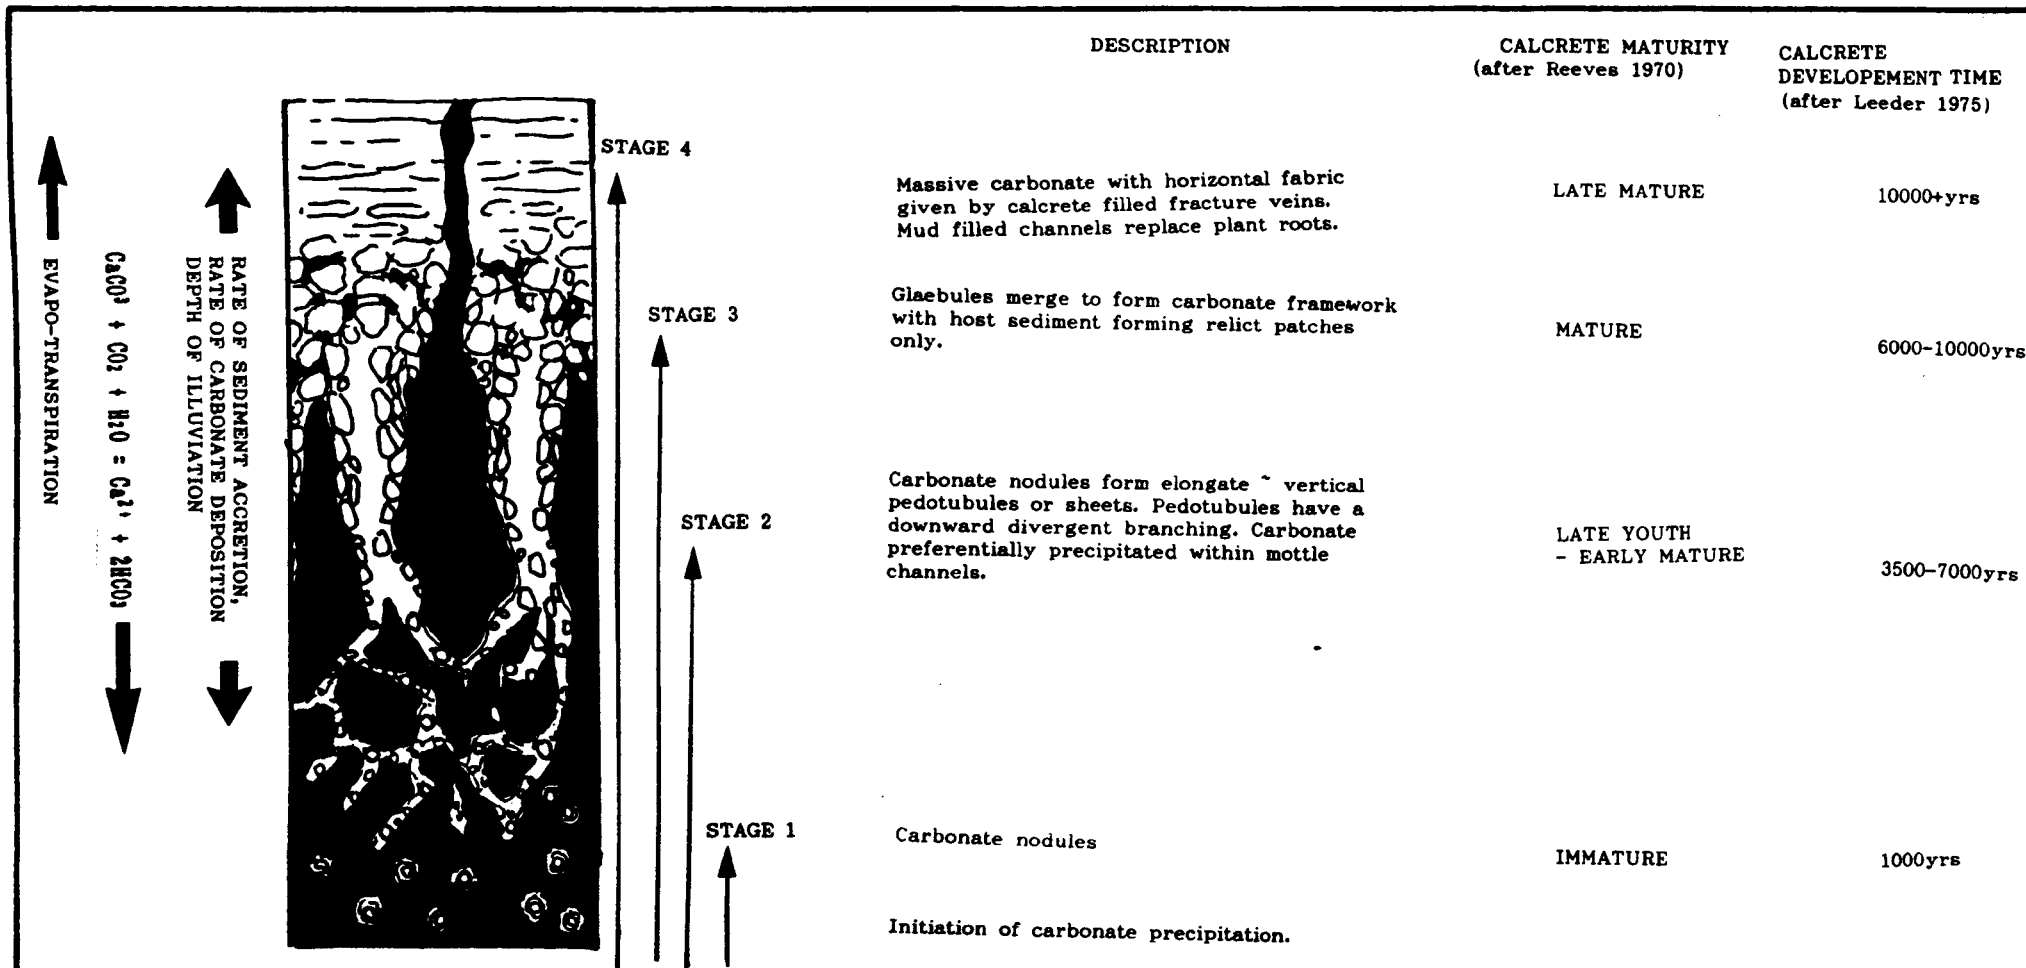 DESCRIPTION
CALCRETE MATURITY
(after Reeves 1970)
CALCRETE
DEVELOPEMENT TIME
(after Leeder 1975)
EVAPO-TRANSPIRATION
CaCO³ + CO₂ + H₂O = Ca²⁺ + 2HCO₃
RATE OF SEDIMENT ACCRETION,
RATE OF CARBONATE DEPOSITION
DEPTH OF ILLUVIATION
STAGE 4
Massive carbonate with horizontal fabric
given by calcrete filled fracture veins.
Mud filled channels replace plant roots.
LATE MATURE
10000+yrs
STAGE 3
Glaebules merge to form carbonate framework
with host sediment forming relict patches
only.
MATURE
6000-10000yrs
STAGE 2
Carbonate nodules form elongate ~ vertical
pedotubules or sheets. Pedotubules have a
downward divergent branching. Carbonate
preferentially precipitated within mottle
channels.
LATE YOUTH
- EARLY MATURE
3500-7000yrs
STAGE 1
Carbonate nodules
IMMATURE
1000yrs
Initiation of carbonate precipitation.